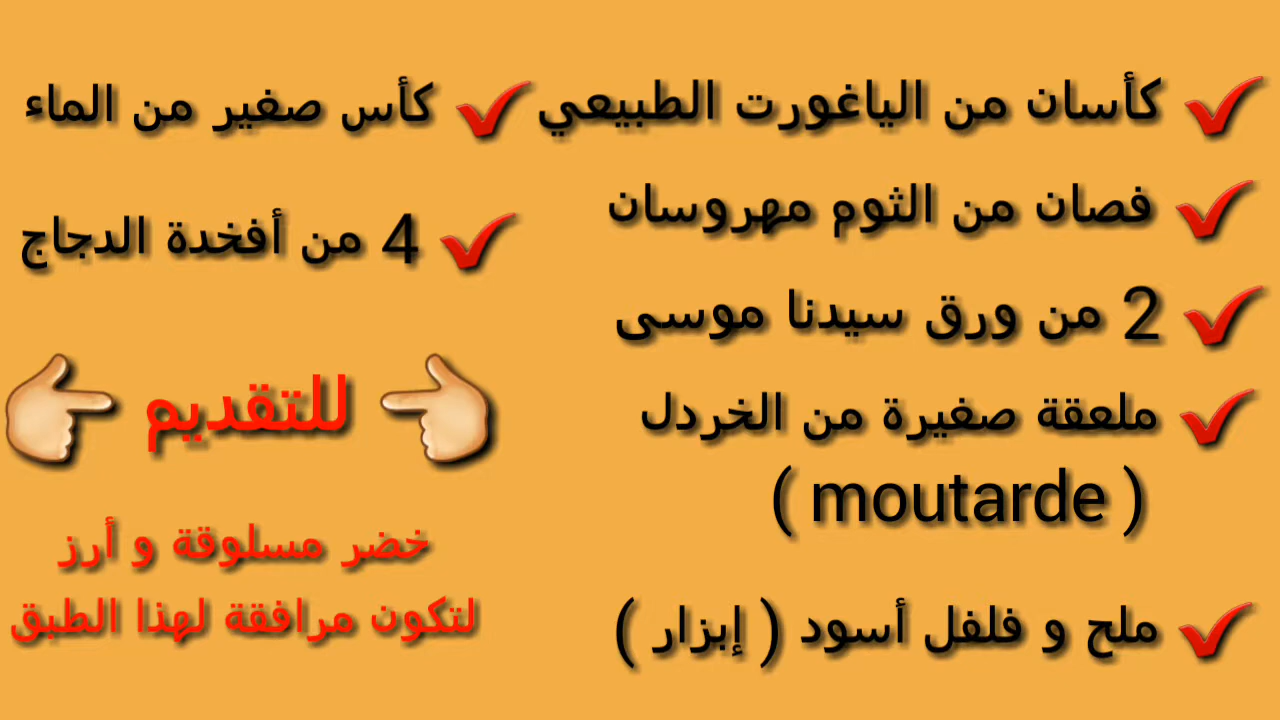 كأسان من الياغورت الطبيعي
فصان من الثوم مهروسان
2 من ورق سيدنا موسى
ملعقة صغيرة من الخردل
( moutarde )
ملح و فلفل أسود ( إبزار )
كأس صغير من الماء
4 من أفخدة الدجاج
للتقديم
خضر مسلوقة و أرز
لتكون مرافقة لهذا الطبق